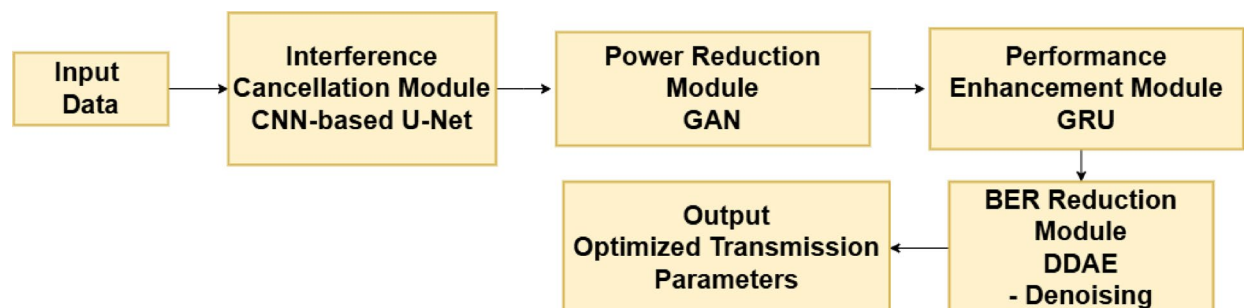 Input
Data
Interference
Cancellation Module
CNN-based U-Net
Power Reduction
Module
GAN
Performance
Enhancement Module
GRU
BER Reduction
Module
DDAE
- Denoising
Output
Optimized Transmission
Parameters